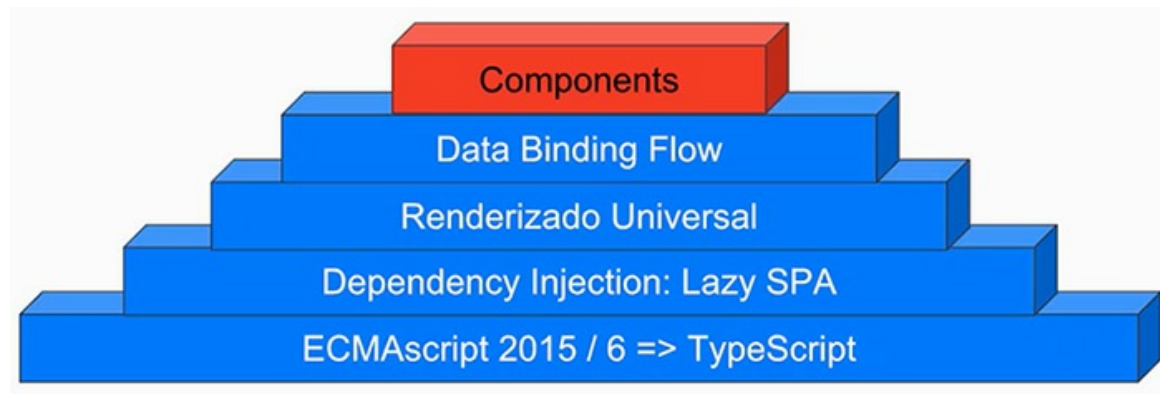 Components
Data Binding Flow
Renderizado Universal
Dependency Injection: Lazy SPA
ECMAscript 2015 / 6 => TypeScript